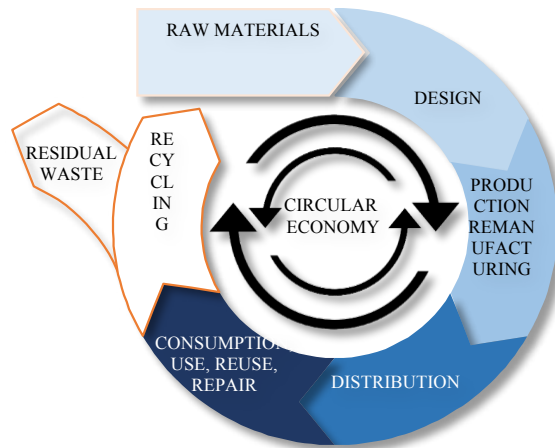 RAW MATERIALS
DESIGN
PRODU
CTION
REMAN
UFACT
URING
DISTRIBUTION
CONSUMPTION,
USE, REUSE,
REPAIR
RE
CY
CL
IN
G
RESIDUAL
WASTE
CIRCULAR
ECONOMY